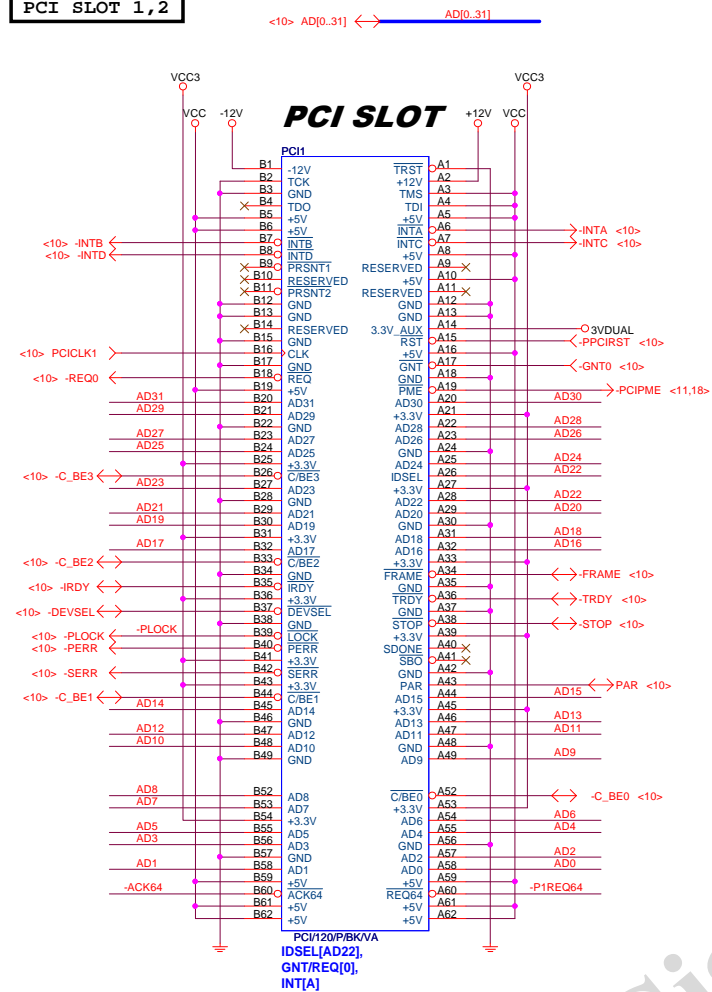 PCI SLOT 1,2
<10> AD[0..31] AD[0..31]
VCC3 VCC3
VCC -12V PCI SLOT +12V VCC
PCI1
B1 -12V TRST A1
B2 TCK +12V A2
B3 GND TMS A3
B4 TDO TDI A4
B5 +5V +5V A5
B6 +5V INTA A6 -INTA <10>
<10> -INTB B7 INTB INTC A7 -INTC <10>
<10> -INTD B8 INTD +5V A8
B9 PRSNT1 RESERVED A9
B10 RESERVED +5V A10
B11 PRSNT2 RESERVED A11
B12 GND GND A12
B13 GND GND A13
B14 RESERVED 3.3V_AUX A14 3VDUAL
B15 GND RST A15 -PPCIRST <10>
<10> PCICLK1 B16 CLK +5V A16
B17 GND GNT A17 -GNT0 <10>
<10> -REQ0 B18 REQ GND A18
B19 +5V PME A19 -PCIPME <11,18>
AD31 B20 AD31 AD30 A20 AD30
AD29 B21 AD29 +3.3V A21
B22 GND AD28 A22 AD28
AD27 B23 AD27 AD26 A23 AD26
AD25 B24 AD25 GND A24
B25 +3.3V AD24 A25 AD24
<10> -C_BE3 B26 C/BE3 IDSEL A26 AD22
AD23 B27 AD23 +3.3V A27
B28 GND AD22 A28 AD22
AD21 B29 AD21 AD20 A29 AD20
AD19 B30 AD19 GND A30
B31 +3.3V AD18 A31 AD18
AD17 B32 AD17 AD16 A32 AD16
<10> -C_BE2 B33 C/BE2 +3.3V A33
B34 GND FRAME A34 -FRAME <10>
<10> -IRDY B35 IRDY GND A35
B36 +3.3V TRDY A36 -TRDY <10>
<10> -DEVSEL B37 DEVSEL GND A37
B38 GND STOP A38 -STOP <10>
<10> -PLOCK -PLOCK B39 LOCK +3.3V A39
<10> -PERR B40 PERR SDONE A40
B41 +3.3V SBO A41
<10> -SERR B42 SERR GND A42
B43 +3.3V PAR A43 PAR <10>
<10> -C_BE1 B44 C/BE1 AD15 A44 AD15
AD14 B45 AD14 +3.3V A45
B46 GND AD13 A46 AD13
AD12 B47 AD12 AD11 A47 AD11
AD10 B48 AD10 GND A48
B49 GND AD9 A49 AD9
AD8 B52 AD8 C/BE0 A52 -C_BE0 <10>
AD7 B53 AD7 +3.3V A53
B54 +3.3V AD6 A54 AD6
AD5 B55 AD5 AD4 A55 AD4
AD3 B56 AD3 GND A56
B57 GND AD2 A57 AD2
AD1 B58 AD1 AD0 A58 AD0
B59 +5V +5V A59
-ACK64 B60 ACK64 REQ64 A60 -P1REQ64
B61 +5V +5V A61
B62 +5V +5V A62
PCI/120/P/BK/VA
IDSEL[AD22],
GNT/REQ[0],
INT[A]